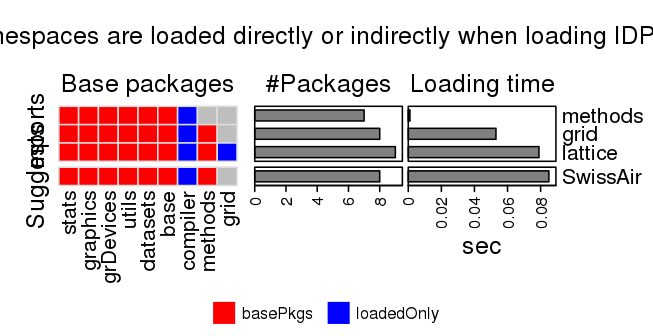 nespaces are loaded directly or indirectly when loading IDP
Base packages
#Packages
Loading time
methods
grid
lattice
SwissAir
stats
graphics
grDevices
utils
datasets
base
compiler
methods
grid
0
2
4
6
8
0
0.02
0.04
0.06
0.08
sec
basePkgs
loadedOnly